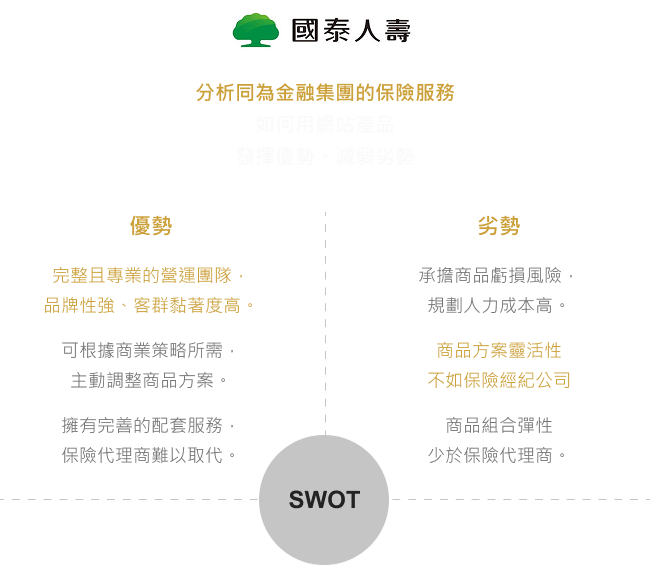 國泰人壽
分析同為金融集團的保險服務
如何用網站產品
發揮優勢，減弱劣勢
優勢
完整且專業的營運團隊，
品牌性強、客群黏著度高。
可根據商業策略所需，
主動調整商品方案。
擁有完善的配套服務，
保險代理商難以取代。
劣勢
承擔商品虧損風險，
規劃人力成本高。
商品方案靈活性
不如保險經紀公司
商品組合彈性
少於保險代理商。
SWOT